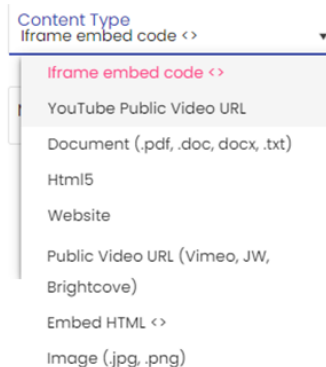 Content Type
Iframe embed code <>
Iframe embed code <>
YouTube Public Video URL
Document (.pdf, .doc, docx, .txt)
Html5
Website
Public Video URL (Vimeo, JW,
Brightcove)
Embed HTML <>
Image (.jpg, .png)